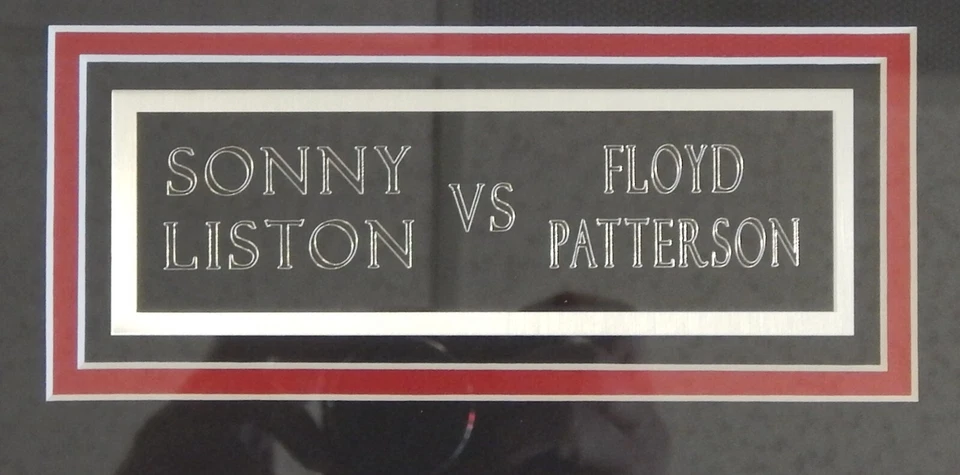 SONNY
LISTON
VS
FLOYD
PATTERSON